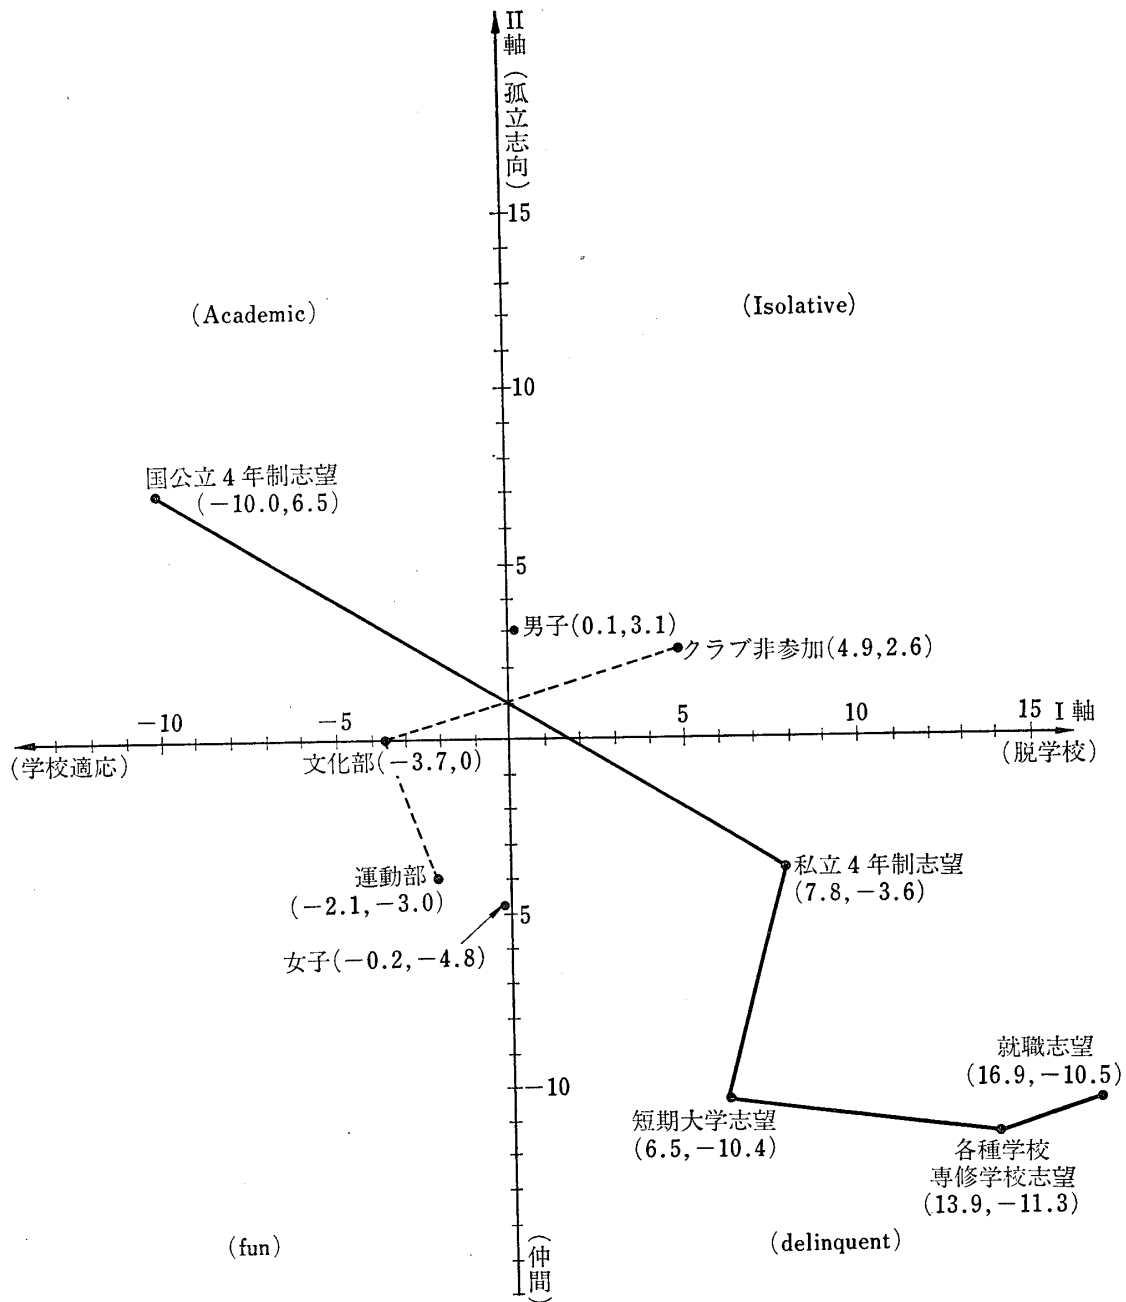 II
軸
(孤立志向)
15
(Academic)
(Isolative)
10
国公立4年制志望
(−10.0,6.5)
5
男子(0.1,3.1)
クラブ非参加(4.9,2.6)
−10
−5
5
10
15 I 軸
(学校適応)
文化部(−3.7,0)
(脱学校)
運動部
(−2.1,−3.0)
私立4年制志望
(7.8,−3.6)
−5
女子(−0.2,−4.8)
就職志望
(16.9,−10.5)
−10
短期大学志望
(6.5,−10.4)
各種学校
専修学校志望
(13.9,−11.3)
(fun)
(仲間)
(delinquent)